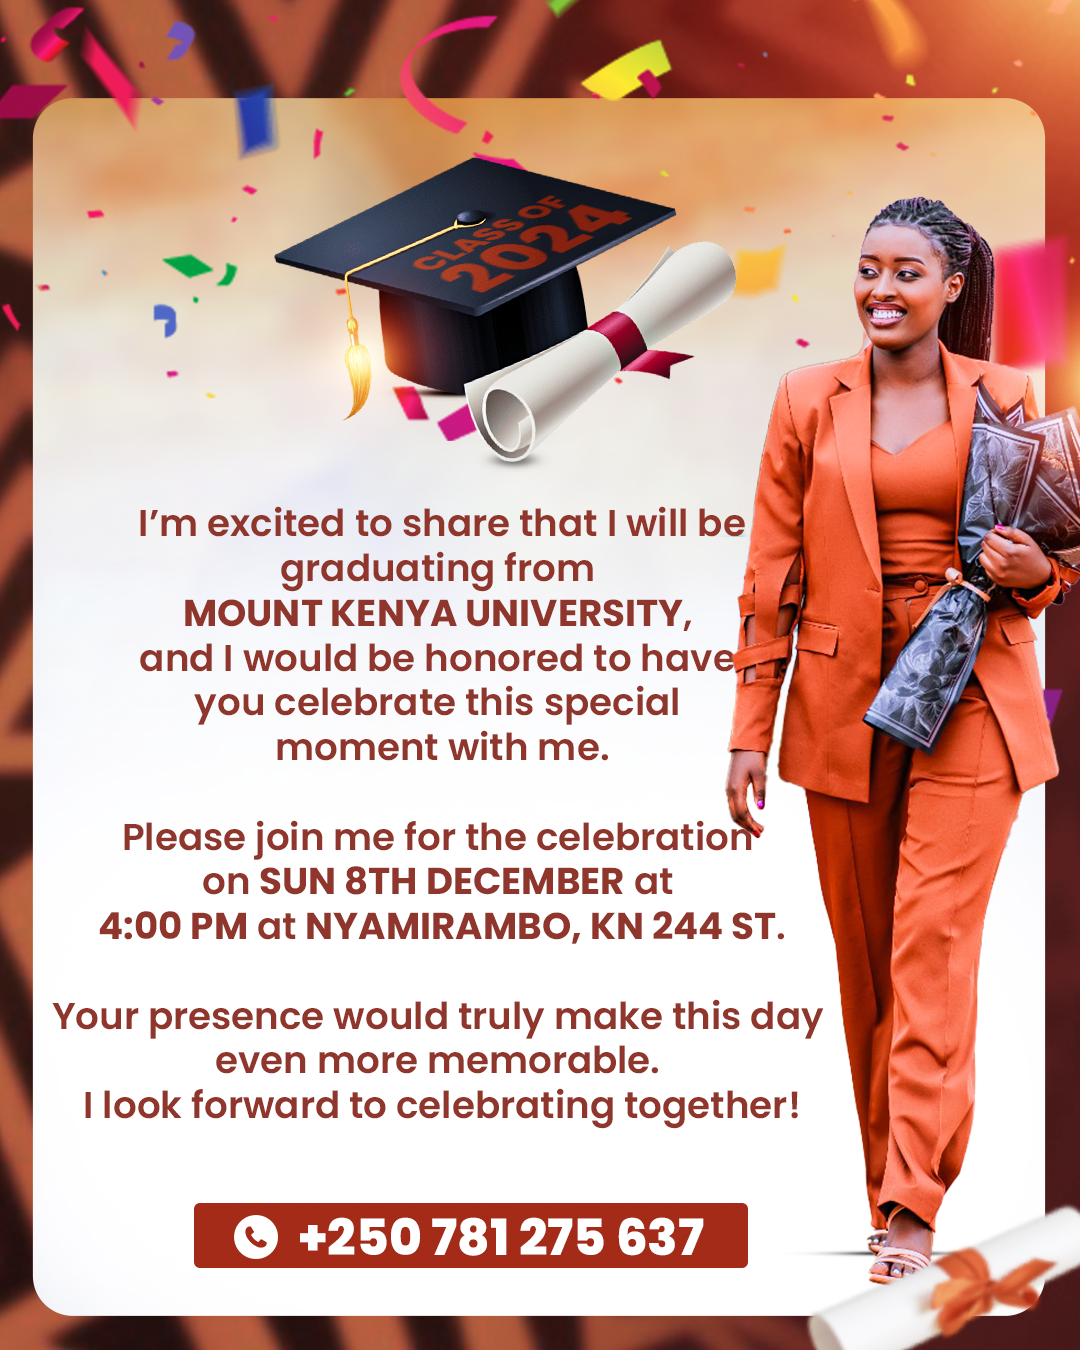 CLASS OF
2024
I’m excited to share that I will be
graduating from
MOUNT KENYA UNIVERSITY,
and I would be honored to have
you celebrate this special
moment with me.
Please join me for the celebration
on SUN 8TH DECEMBER at
4:00 PM at NYAMIRAMBO, KN 244 ST.
Your presence would truly make this day
even more memorable.
I look forward to celebrating together!
+250 781 275 637